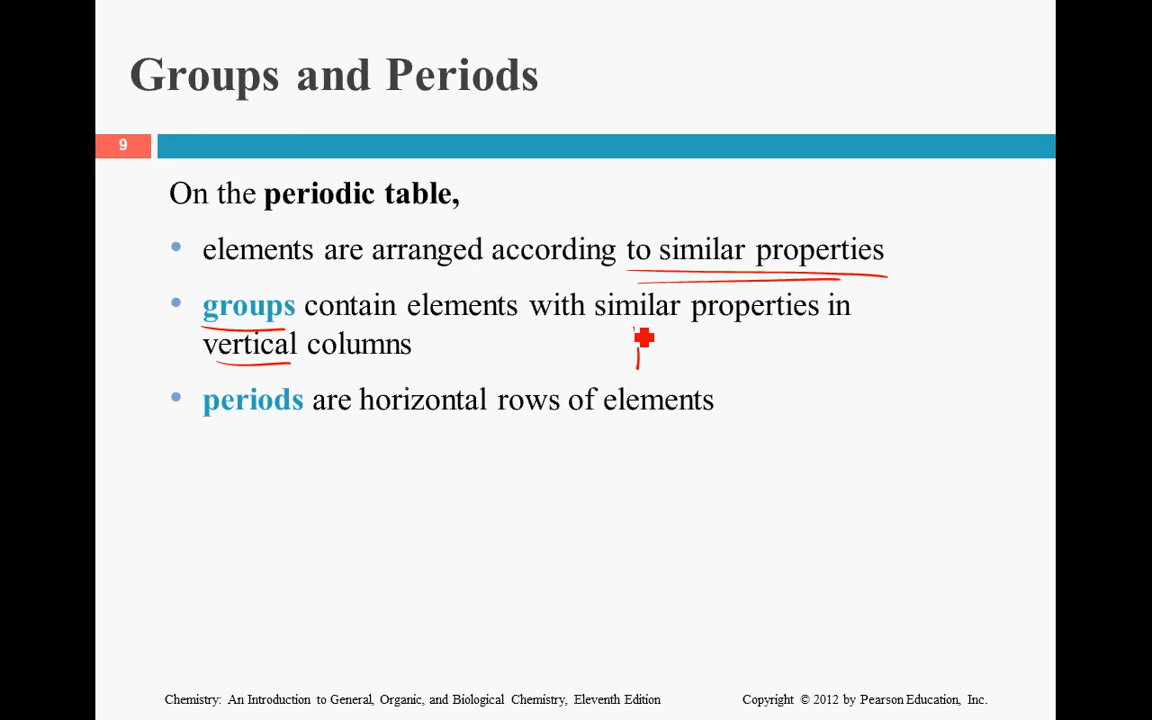 Groups and Periods
9
On the periodic table,
• elements are arranged according to similar properties
• groups contain elements with similar properties in
vertical columns
• periods are horizontal rows of elements
Chemistry: An Introduction to General, Organic, and Biological Chemistry, Eleventh Edition
Copyright © 2012 by Pearson Education, Inc.